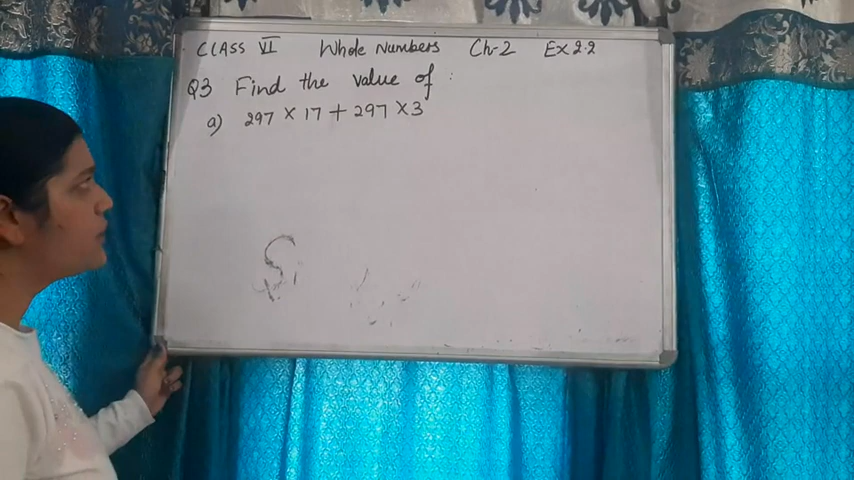 CLASS VI Whole Numbers Ch-2 Ex 2.2
Q3 Find the value of :
a) 297 × 17 + 297 × 3